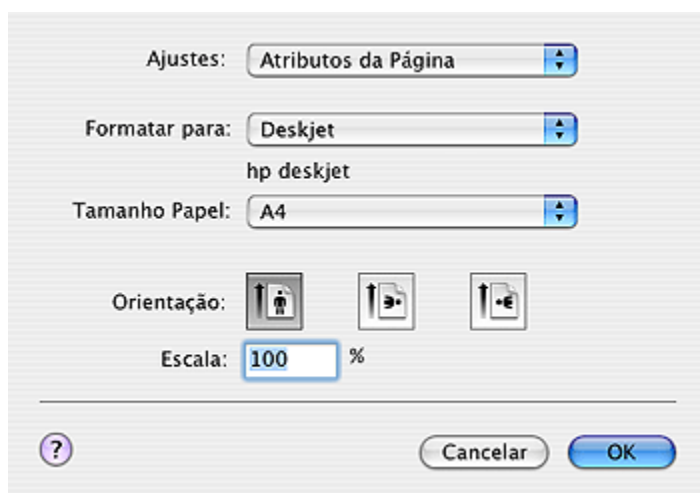 Ajustes: Atributos da Página
Formatar para: Deskjet
hp deskjet
Tamanho Papel: A4
Orientação:
Escala: 100 %
? Cancelar OK